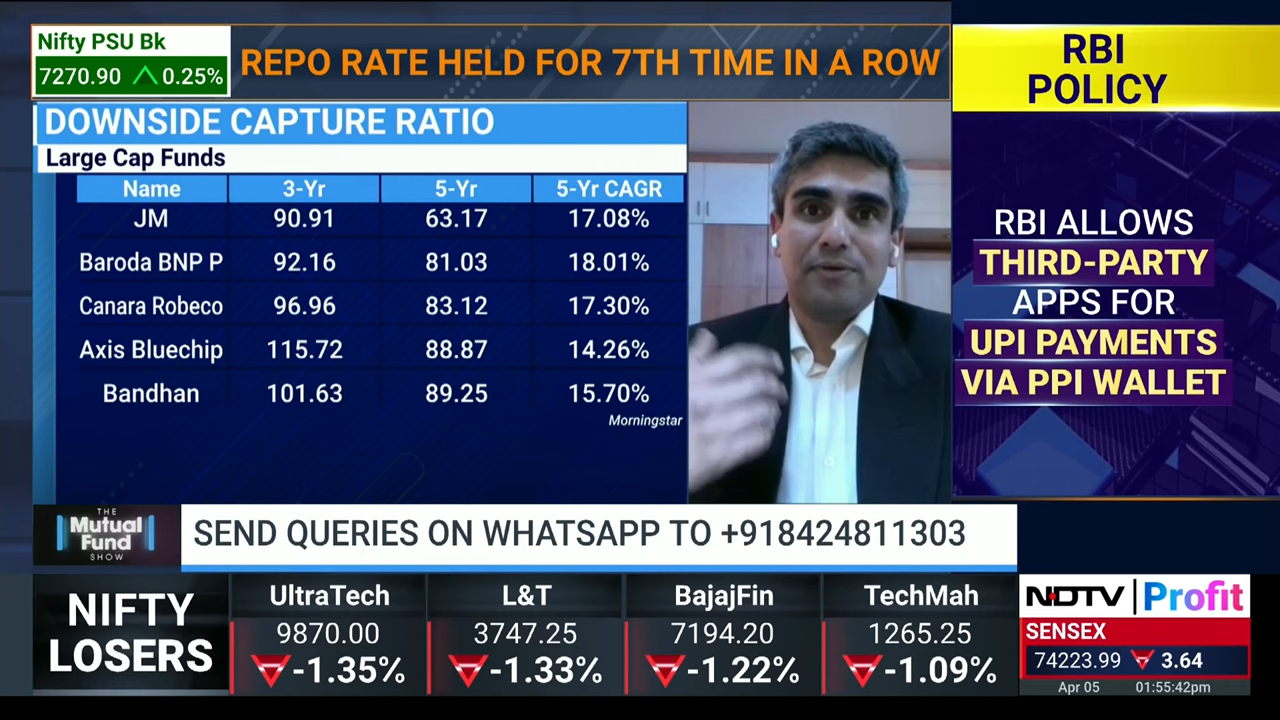 Nifty PSU Bk
7270.90 0.25%
REPO RATE HELD FOR 7TH TIME IN A ROW
RBI
POLICY
DOWNSIDE CAPTURE RATIO
Large Cap Funds
Name 3-Yr 5-Yr 5-Yr CAGR
JM 90.91 63.17 17.08%
Baroda BNP P 92.16 81.03 18.01%
Canara Robeco 96.96 83.12 17.30%
Axis Bluechip 115.72 88.87 14.26%
Bandhan 101.63 89.25 15.70%
Morningstar
RBI ALLOWS
THIRD-PARTY
APPS FOR
UPI PAYMENTS
VIA PPI WALLET
THE
Mutual
Fund
SHOW
SEND QUERIES ON WHATSAPP TO +918424811303
NIFTY
LOSERS
UltraTech
9870.00
-1.35%
L&T
3747.25
-1.33%
BajajFin
7194.20
-1.22%
TechMah
1265.25
-1.09%
NDTV Profit
SENSEX
74223.99 3.64
Apr 05 01:55:42pm